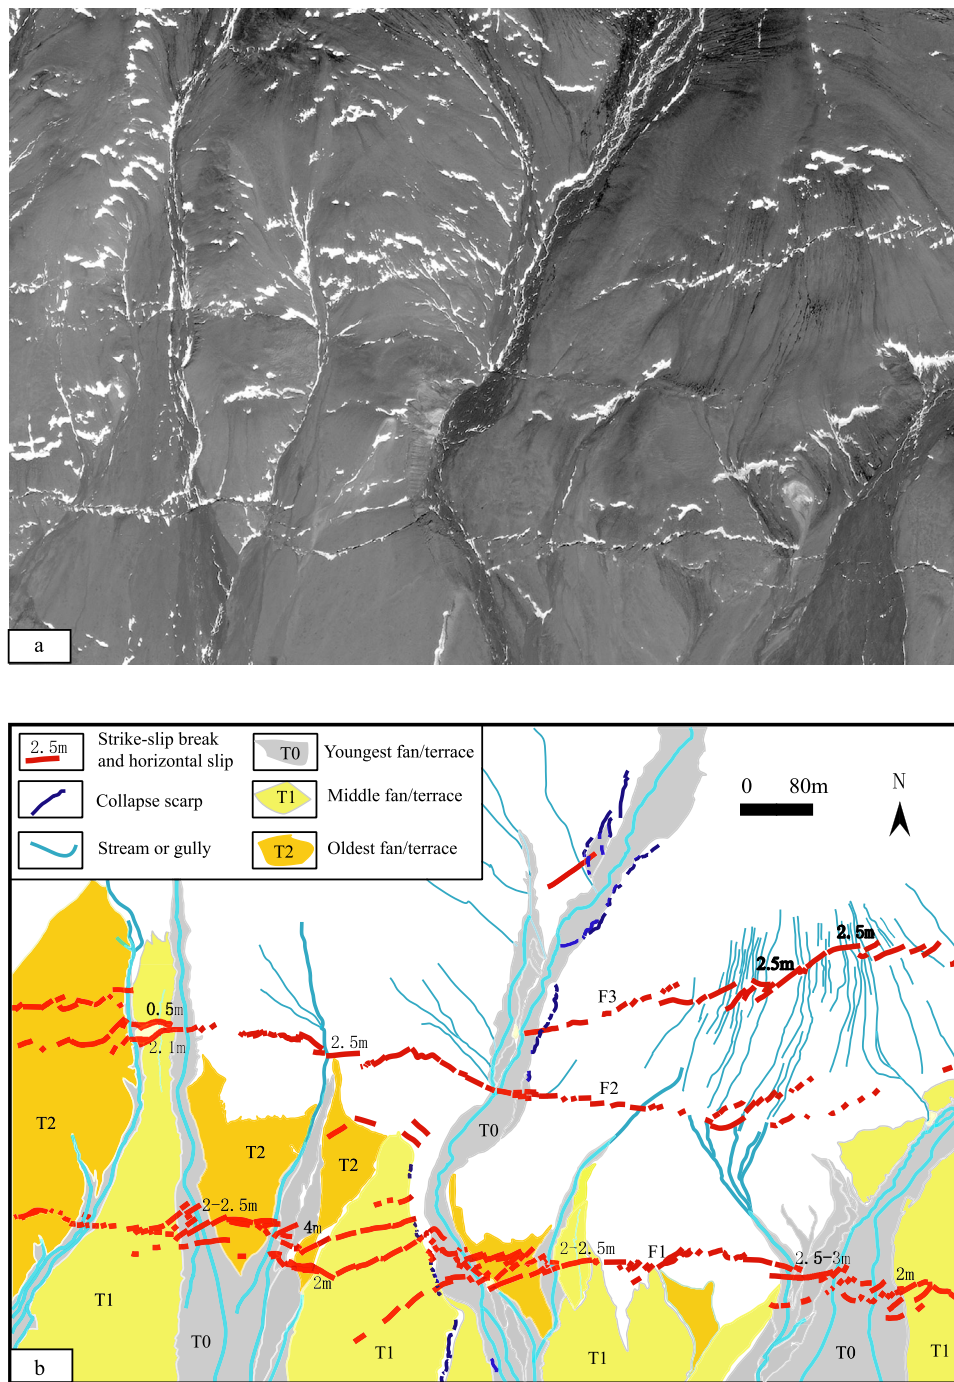 a
2.5m
Strike-slip break
and horizontal slip
T0
Youngest fan/terrace
Collapse scarp
T1
Middle fan/terrace
Stream or gully
T2
Oldest fan/terrace
0 80m
N
2.5m
2.5m
F3
0.5m
2.1m
2.5m
F2
T2
T0
T2
T2
2-2.5m
4m
2-2.5m
F1
2.5-3m
2m
2m
T1
T0
T1
T1
T0
T1
b